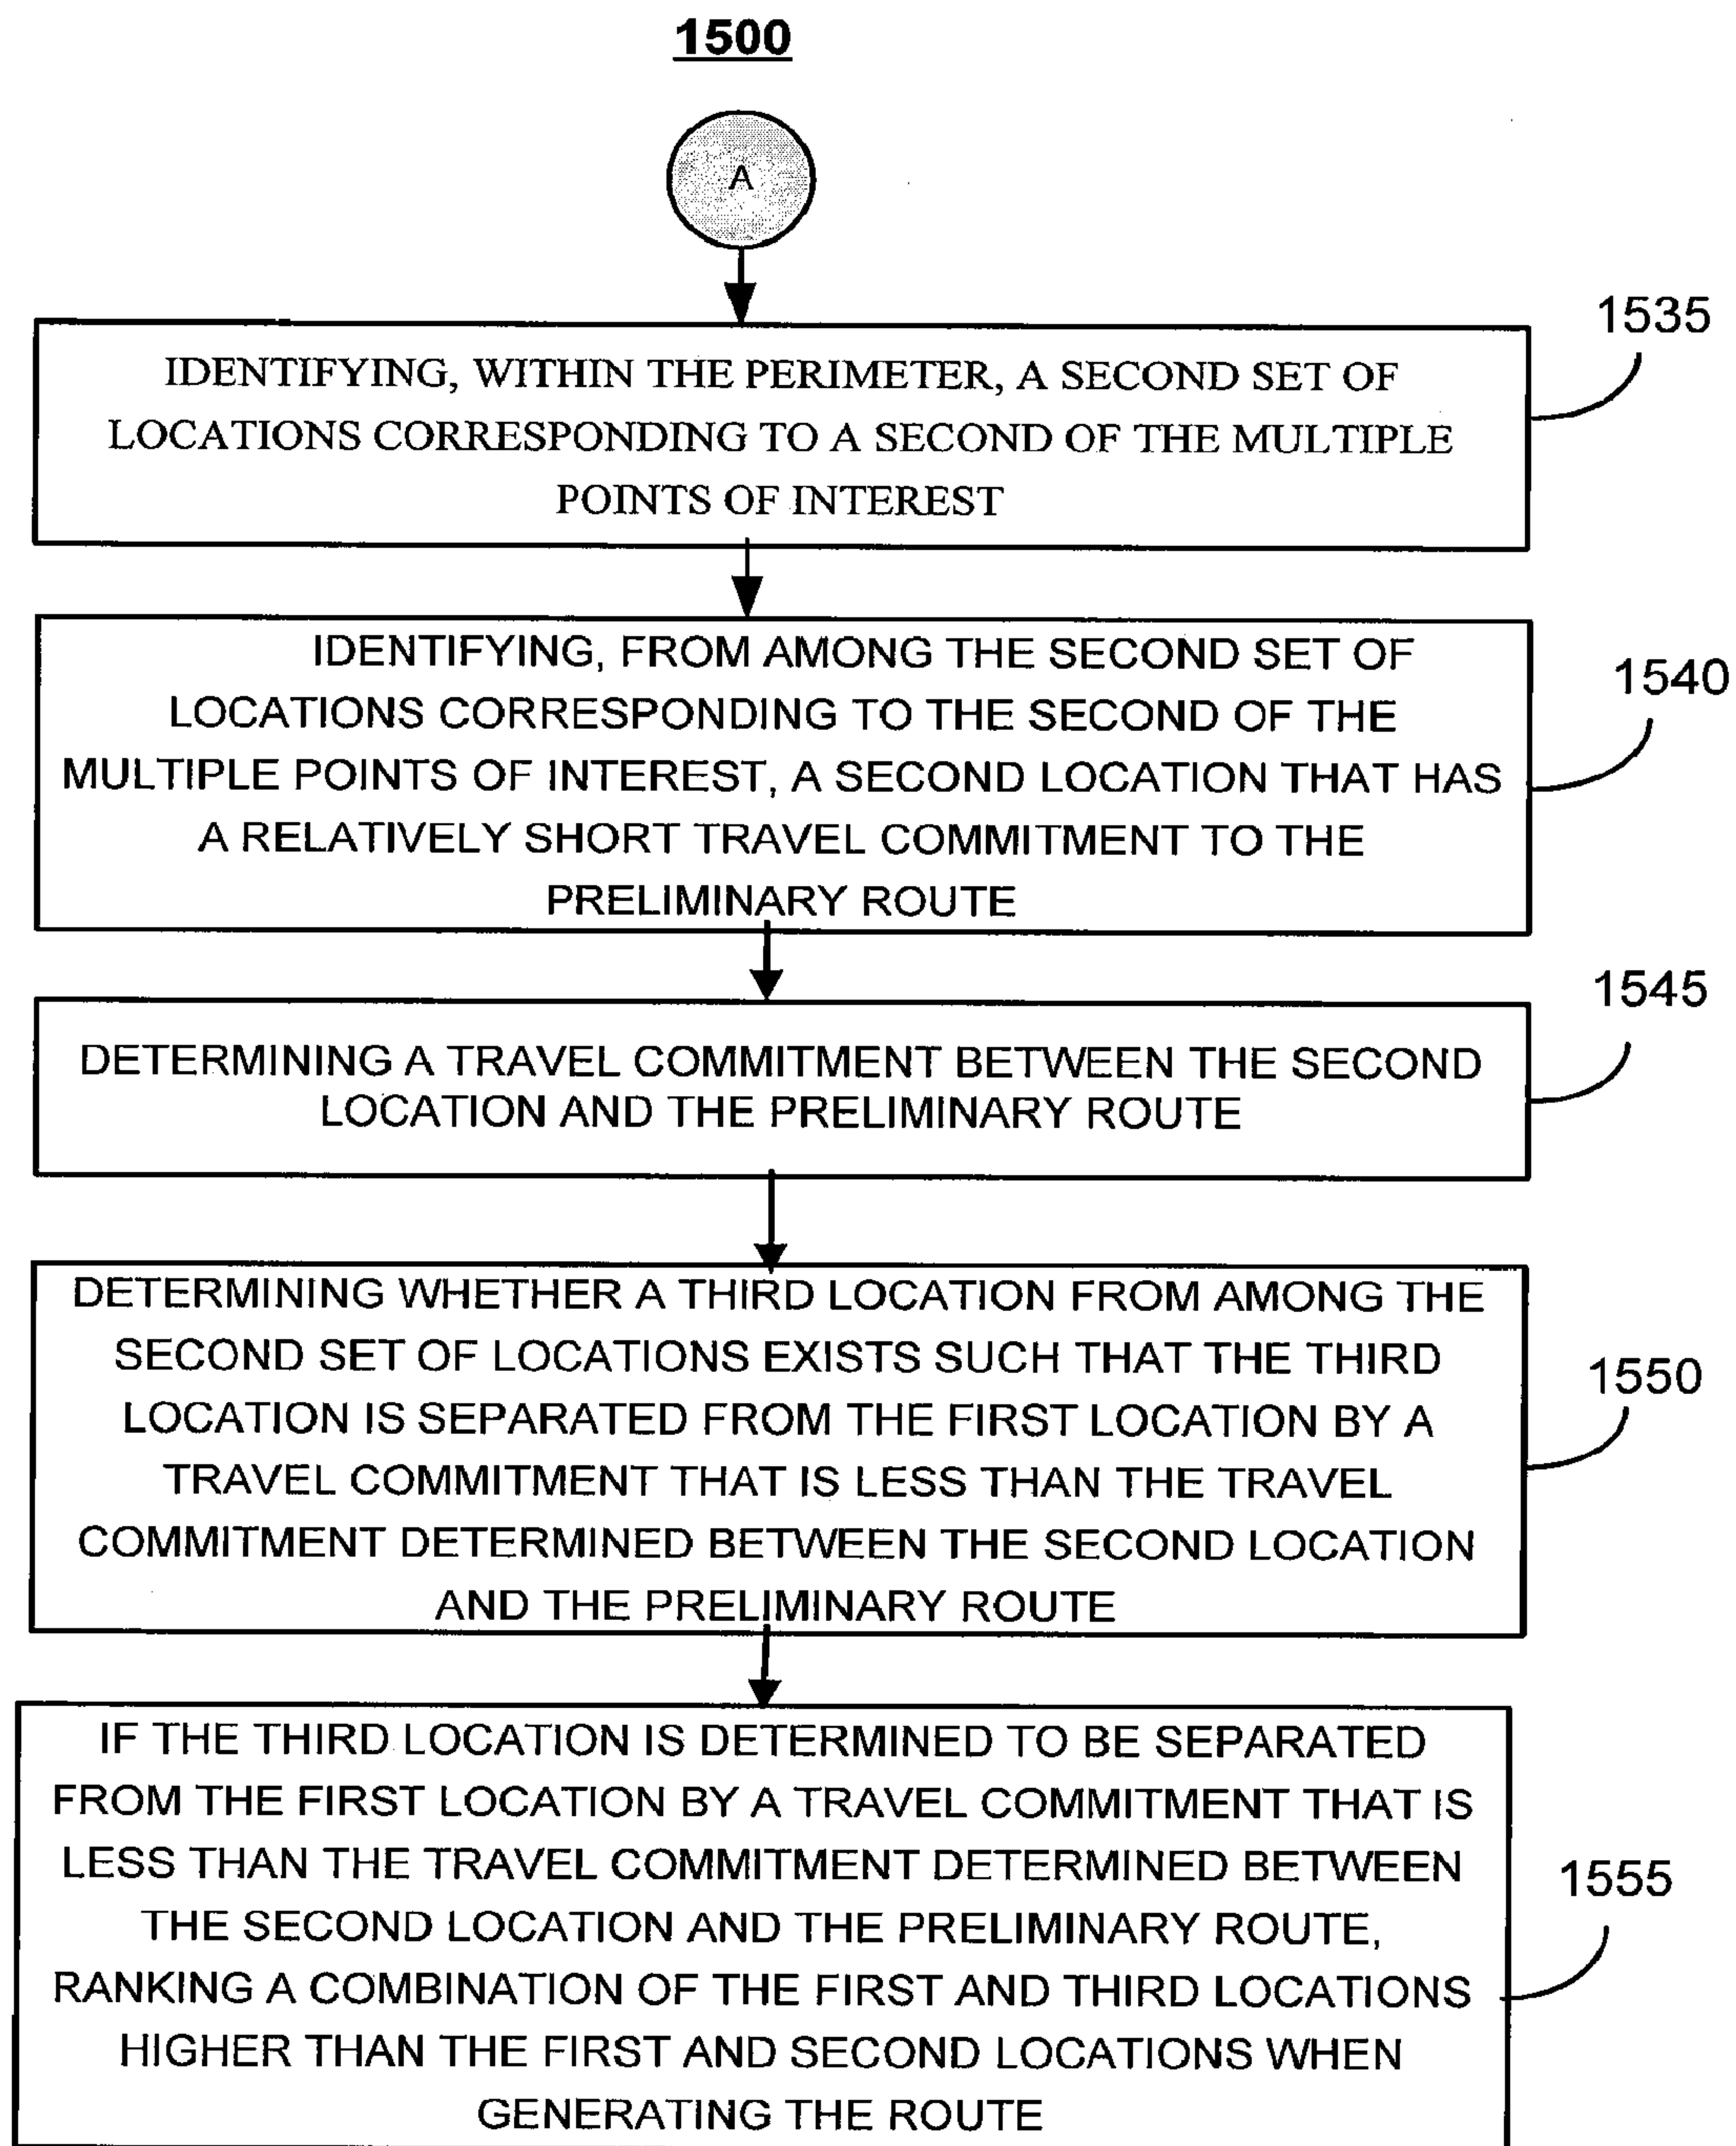 1500
A
1535
IDENTIFYING, WITHIN THE PERIMETER, A SECOND SET OF
LOCATIONS CORRESPONDING TO A SECOND OF THE MULTIPLE
POINTS OF INTEREST
1540
IDENTIFYING, FROM AMONG THE SECOND SET OF
LOCATIONS CORRESPONDING TO THE SECOND OF THE
MULTIPLE POINTS OF INTEREST, A SECOND LOCATION THAT HAS
A RELATIVELY SHORT TRAVEL COMMITMENT TO THE
PRELIMINARY ROUTE
1545
DETERMINING A TRAVEL COMMITMENT BETWEEN THE SECOND
LOCATION AND THE PRELIMINARY ROUTE
1550
DETERMINING WHETHER A THIRD LOCATION FROM AMONG THE
SECOND SET OF LOCATIONS EXISTS SUCH THAT THE THIRD
LOCATION IS SEPARATED FROM THE FIRST LOCATION BY A
TRAVEL COMMITMENT THAT IS LESS THAN THE TRAVEL
COMMITMENT DETERMINED BETWEEN THE SECOND LOCATION
AND THE PRELIMINARY ROUTE
1555
IF THE THIRD LOCATION IS DETERMINED TO BE SEPARATED
FROM THE FIRST LOCATION BY A TRAVEL COMMITMENT THAT IS
LESS THAN THE TRAVEL COMMITMENT DETERMINED BETWEEN
THE SECOND LOCATION AND THE PRELIMINARY ROUTE,
RANKING A COMBINATION OF THE FIRST AND THIRD LOCATIONS
HIGHER THAN THE FIRST AND SECOND LOCATIONS WHEN
GENERATING THE ROUTE